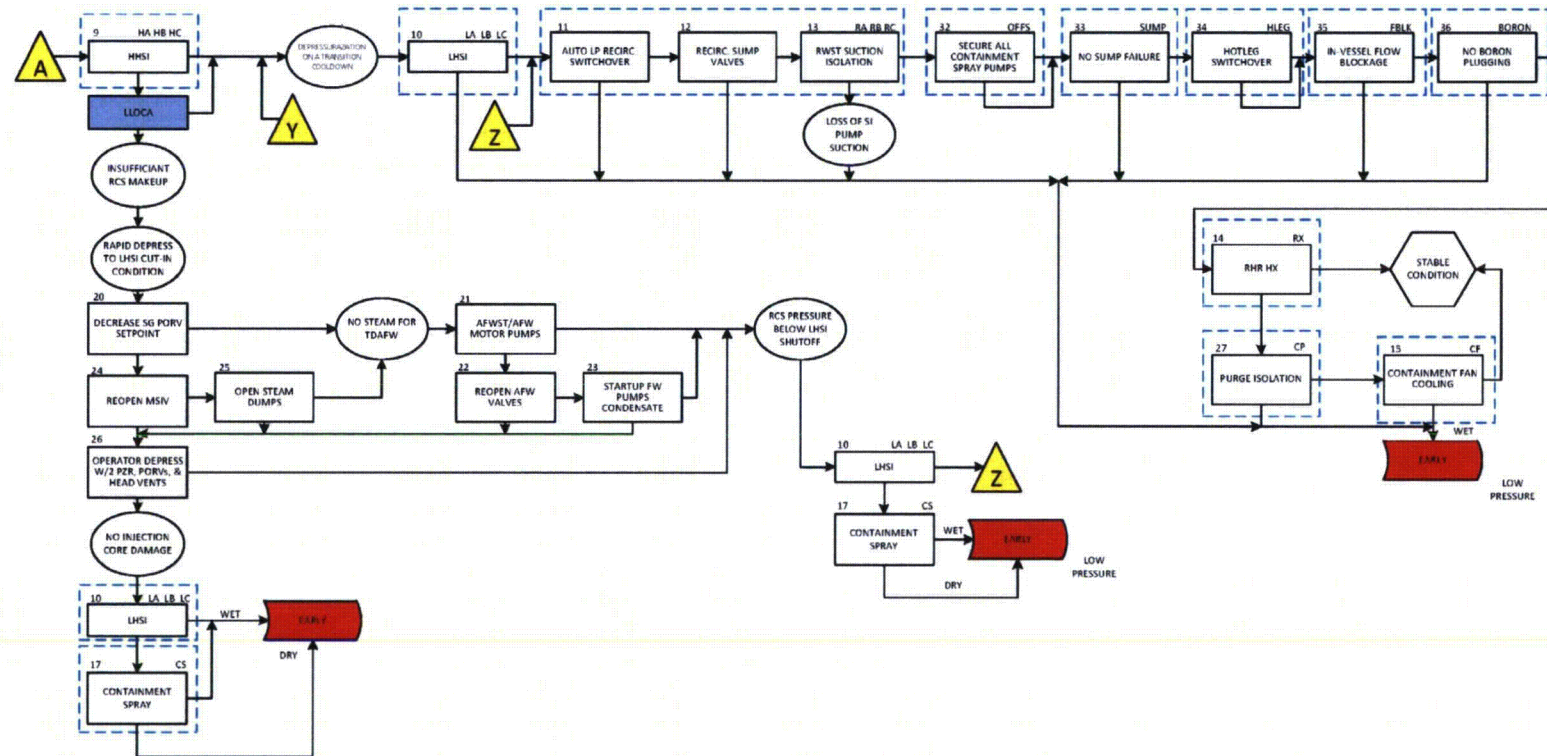 9 HA HB HC
A
HHSI
LLOCA
Y
DEPRESSURIZATION
ON A TRANSITION
COOLDOWN
10 LA LB LC
LHSI
Z
11
AUTO LP RECIRC
SWITCHOVER
12
RECIRC. SUMP
VALVES
13 RA RB RC
RWST SUCTION
ISOLATION
LOSS OF SI
PUMP
SUCTION
32 OFFS
SECURE ALL
CONTAINMENT
SPRAY PUMPS
33 SUMP
NO SUMP FAILURE
34 HLEG
HOTLEG
SWITCHOVER
35 FBLK
IN-VESSEL FLOW
BLOCKAGE
36 BORON
NO BORON
PLUGGING
INSUFFICIENT
RCS MAKEUP
RAPID DEPRESS
TO LHSI CUT-IN
CONDITION
20
DECREASE SG PORV
SETPOINT
24
REOPEN MSIV
25
OPEN STEAM
DUMPS
NO STEAM FOR
TDAFW
21
AFWST/AFW
MOTOR PUMPS
22
REOPEN AFW
VALVES
23
STARTUP FW
PUMPS
CONDENSATE
RCS PRESSURE
BELOW LHSI
SHUTOFF
14 RX
RHR HX
STABLE
CONDITION
27 CP
PURGE ISOLATION
15 CF
CONTAINMENT FAN
COOLING
WET
EARLY
LOW
PRESSURE
26
OPERATOR DEPRESS
W/2 PZR, PORVs, &
HEAD VENTS
10 LA LB LC
LHSI
Z
17 CS
CONTAINMENT
SPRAY
WET
EARLY
LOW
PRESSURE
DRY
NO INJECTION
CORE DAMAGE
10 LA LB LC
LHSI
WET
EARLY
DRY
17 CS
CONTAINMENT
SPRAY